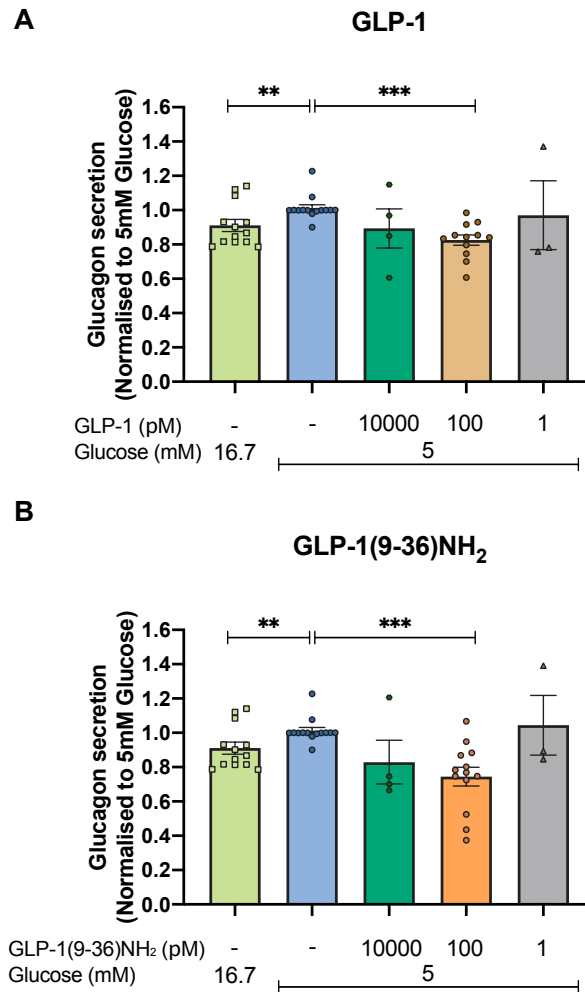 A
GLP-1
** ***
Glucagon secretion
(Normalised to 5mM Glucose)
1.6
1.4
1.2
1.0
0.8
0.6
0.4
0.2
0.0
GLP-1 (pM) - - 10000 100 1
Glucose (mM) 16.7 5
B
GLP-1(9-36)NH₂
** ***
Glucagon secretion
(Normalised to 5mM Glucose)
1.6
1.4
1.2
1.0
0.8
0.6
0.4
0.2
0.0
GLP-1(9-36)NH₂ (pM) - - 10000 100 1
Glucose (mM) 16.7 5